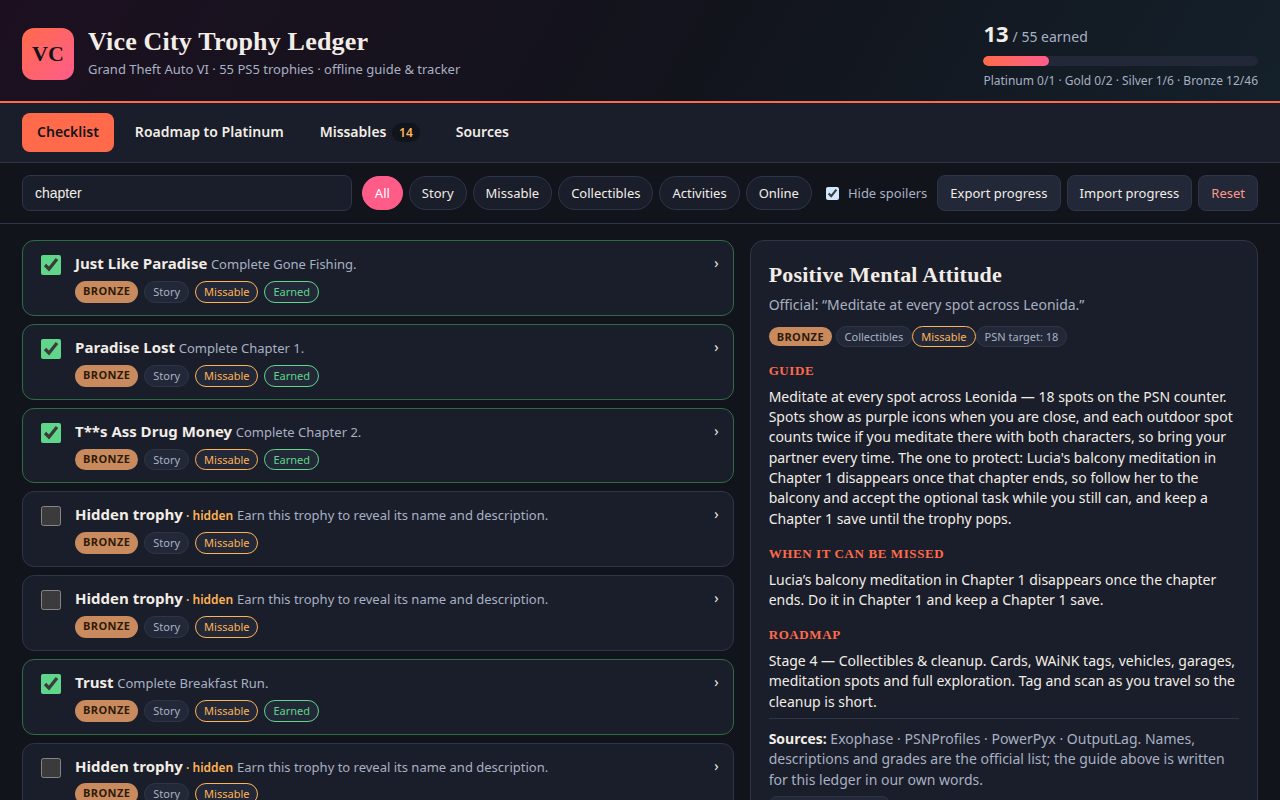 VC
Vice City Trophy Ledger
Grand Theft Auto VI · 55 PS5 trophies · offline guide & tracker
13 / 55 earned
Platinum 0/1 · Gold 0/2 · Silver 1/6 · Bronze 12/46
Checklist
Roadmap to Platinum
Missables 14
Sources
chapter
All
Story
Missable
Collectibles
Activities
Online
Hide spoilers
Export progress
Import progress
Reset
Just Like Paradise Complete Gone Fishing.
BRONZE Story Missable Earned
Paradise Lost Complete Chapter 1.
BRONZE Story Missable Earned
T**s Ass Drug Money Complete Chapter 2.
BRONZE Story Missable Earned
Hidden trophy · hidden Earn this trophy to reveal its name and description.
BRONZE Story Missable
Hidden trophy · hidden Earn this trophy to reveal its name and description.
BRONZE Story Missable
Trust Complete Breakfast Run.
BRONZE Story Missable Earned
Hidden trophy · hidden Earn this trophy to reveal its name and description.
BRONZE Story Missable
Positive Mental Attitude
Official: “Meditate at every spot across Leonida.”
BRONZE Collectibles Missable PSN target: 18
GUIDE
Meditate at every spot across Leonida — 18 spots on the PSN counter.
Spots show as purple icons when you are close, and each outdoor spot
counts twice if you meditate there with both characters, so bring your
partner every time. The one to protect: Lucia's balcony meditation in
Chapter 1 disappears once that chapter ends, so follow her to the
balcony and accept the optional task while you still can, and keep a
Chapter 1 save until the trophy pops.
WHEN IT CAN BE MISSED
Lucia’s balcony meditation in Chapter 1 disappears once the chapter
ends. Do it in Chapter 1 and keep a Chapter 1 save.
ROADMAP
Stage 4 — Collectibles & cleanup. Cards, WAiNK tags, vehicles, garages,
meditation spots and full exploration. Tag and scan as you travel so the
cleanup is short.
Sources: Exophase · PSNProfiles · PowerPyx · OutputLag. Names,
descriptions and grades are the official list; the guide above is written
for this ledger in our own words.